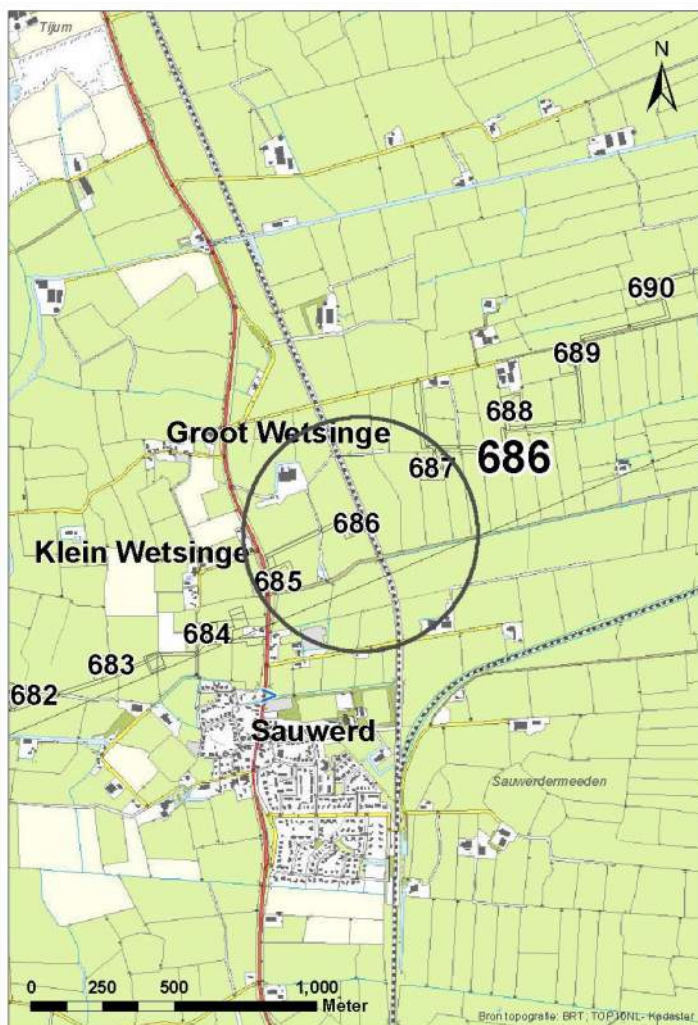 Tijum
N
690
689
688
Groot Wetsinge
687
686
686
Klein Wetsinge
685
684
683
682
Sauwerd
Sauwerdermeeden
0 250 500 1,000
Meter
Bron topografie: BRT, TOP10NL - Kadaster